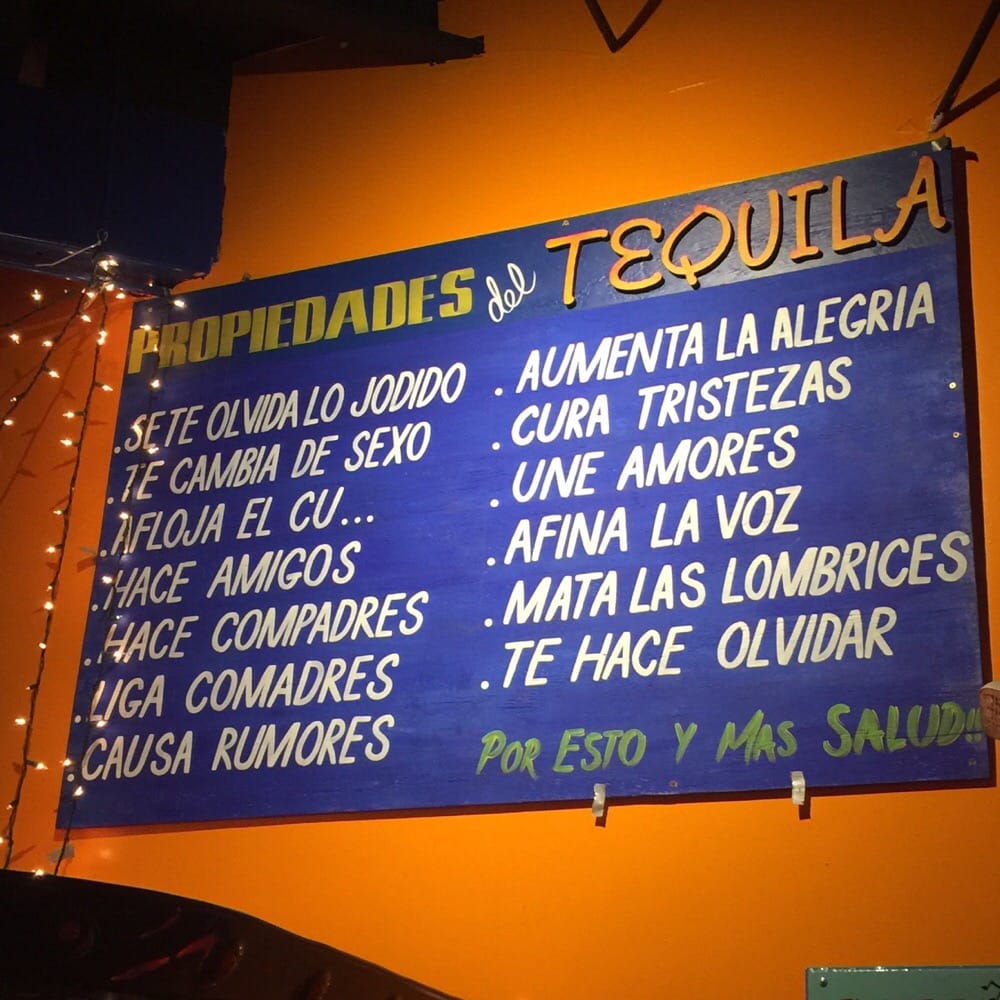 PROPIEDADES del TEQUILA
. SE TE OLVIDA LO JODIDO
. TE CAMBIA DE SEXO
. AFLOJA EL CU...
. HACE AMIGOS
. HACE COMPADRES
. LIGA COMADRES
. CAUSA RUMORES
. AUMENTA LA ALEGRIA
. CURA TRISTEZAS
. UNE AMORES
. AFINA LA VOZ
. MATA LAS LOMBRICES
. TE HACE OLVIDAR
POR ESTO Y MAS SALUD!!